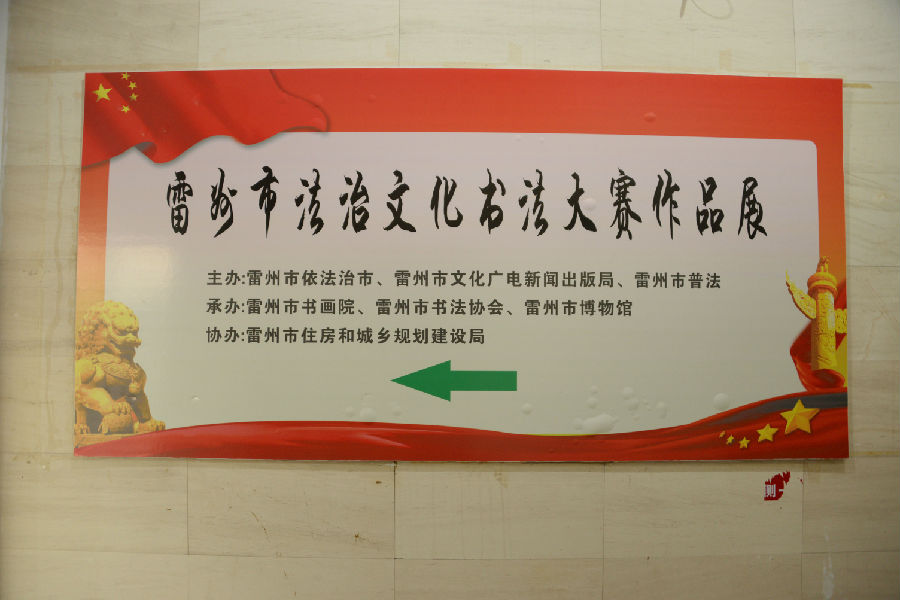 雷州市法治文化书法大赛作品展
主办:雷州市依法治市、雷州市文化广电新闻出版局、雷州市普法
承办:雷州市书画院、雷州市书法协会、雷州市博物馆
协办:雷州市住房和城乡规划建设局
则